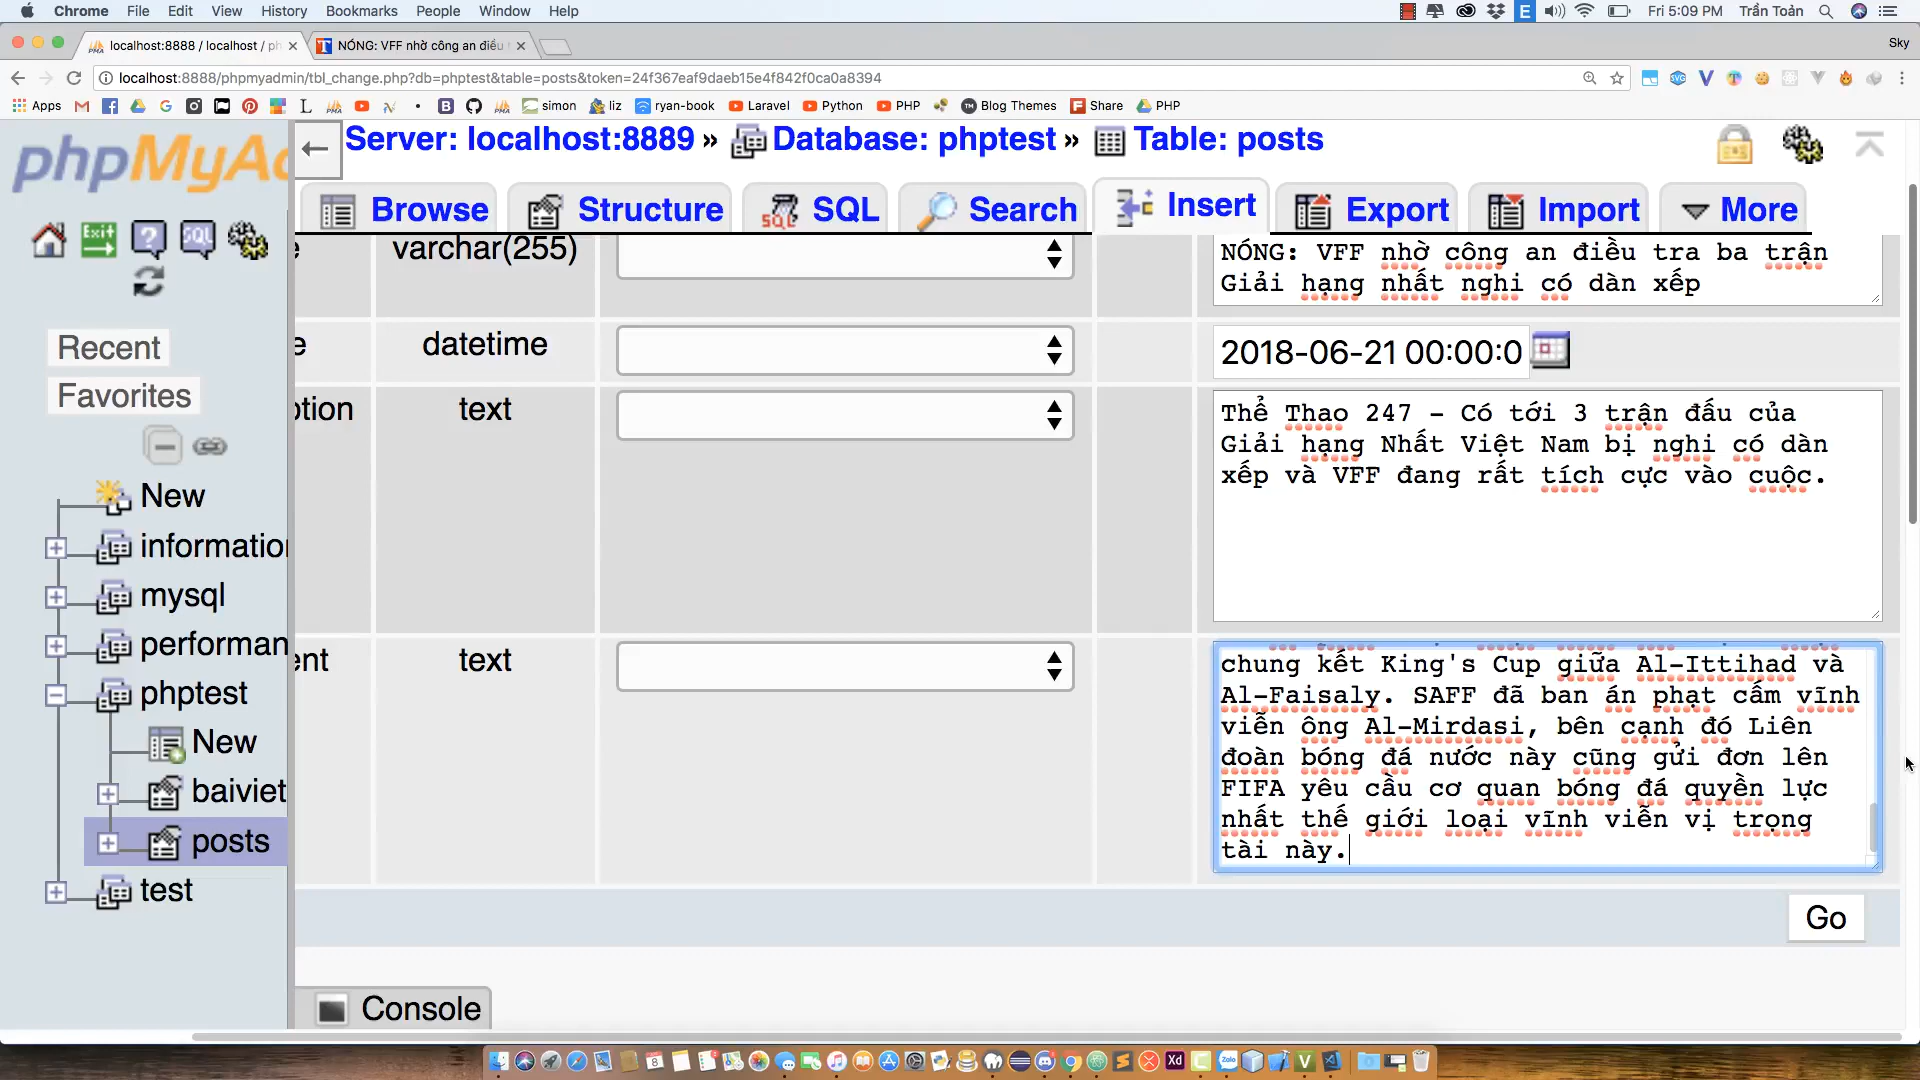 Chrome File Edit View History Bookmarks People Window Help
Fri 5:09 PM Trần Toản
localhost:8888 / localhost / ph
NÓNG: VFF nhờ công an điều
Sky
localhost:8888/phpmyadmin/tbl_change.php?db=phptest&table=posts&token=24f367eaf9daeb15e4f842f0ca0a8394
Apps simon liz ryan-book Laravel Python PHP Blog Themes Share PHP
phpMyAd
Server: localhost:8889 » Database: phptest » Table: posts
Browse Structure SQL Search Insert Export Import More
Recent
Favorites
New
information
mysql
performan
phptest
New
baiviet
posts
test
e varchar(255)
NÓNG: VFF nhờ công an điều tra ba trận
Giải hạng nhất nghi có dàn xếp
e datetime 2018-06-21 00:00:0
ption text
Thể Thao 247 - Có tới 3 trận đấu của
Giải hạng Nhất Việt Nam bị nghi có dàn
xếp và VFF đang rất tích cực vào cuộc.
ent text
chung kết King's Cup giữa Al-Ittihad và
Al-Faisaly. SAFF đã ban án phạt cấm vĩnh
viễn ông Al-Mirdasi, bên cạnh đó Liên
đoàn bóng đá nước này cũng gửi đơn lên
FIFA yêu cầu cơ quan bóng đá quyền lực
nhất thế giới loại vĩnh viễn vị trọng
tài này.
Go
Console